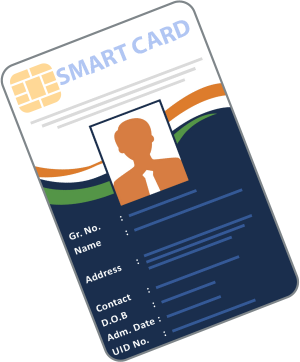 SMART CARD
Gr. No. :
Name :
Address :
Contact :
D.O.B :
Adm. Date :
UID No. :